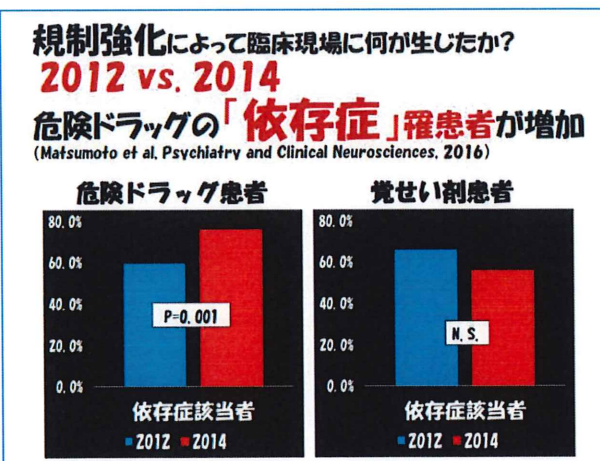 規制強化によって臨床現場に何が生じたか?
2012 vs. 2014
危険ドラッグの「依存症」罹患者が増加
(Matsumoto et al, Psychiatry and Clinical Neurosciences, 2016)
危険ドラッグ患者
80.0%
60.0%
40.0%
20.0%
0.0%
P=0.001
依存症該当者
2012 2014
覚せい剤患者
80.0%
60.0%
40.0%
20.0%
0.0%
N.S.
依存症該当者
2012 2014